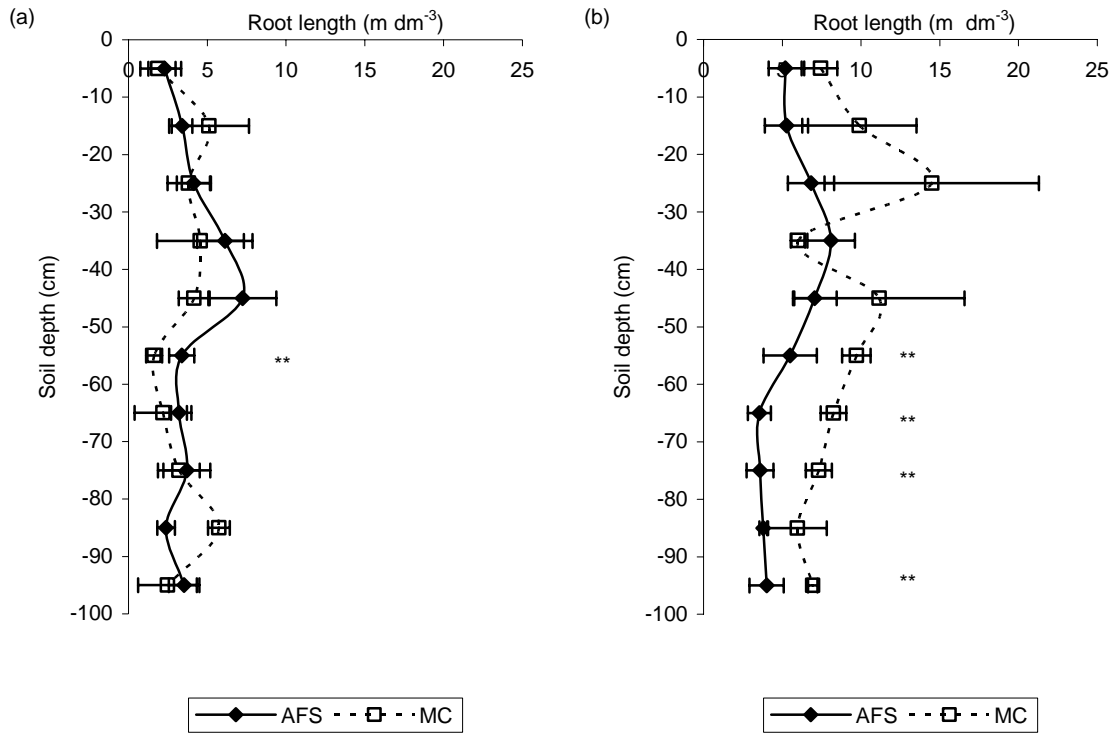 (a)
Root length (m dm⁻³)
0 5 10 15 20 25
0
-10
-20
-30
-40
-50
-60
-70
-80
-90
-100
Soil depth (cm)
**
AFS MC
(b)
Root length (m dm⁻³)
0 5 10 15 20 25
0
-10
-20
-30
-40
-50
-60
-70
-80
-90
-100
Soil depth (cm)
**
**
**
**
AFS MC